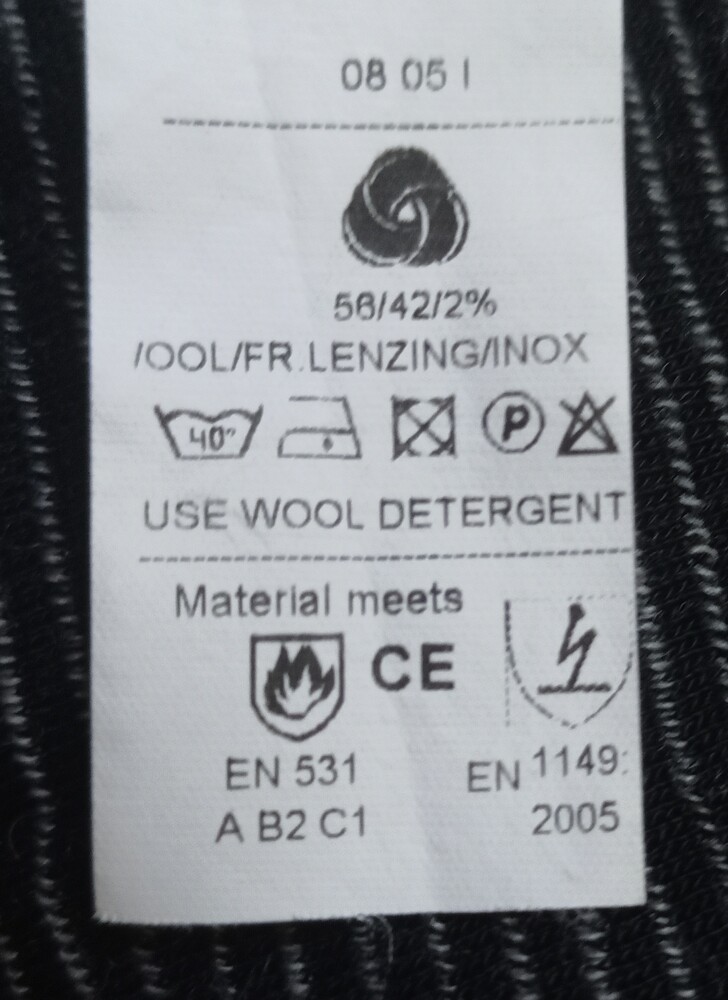 08 05 I
56/42/2%
/OOL/FR.LENZING/INOX
40° P
USE WOOL DETERGENT
Material meets
CE
EN 531 EN 1149:
A B2 C1 2005